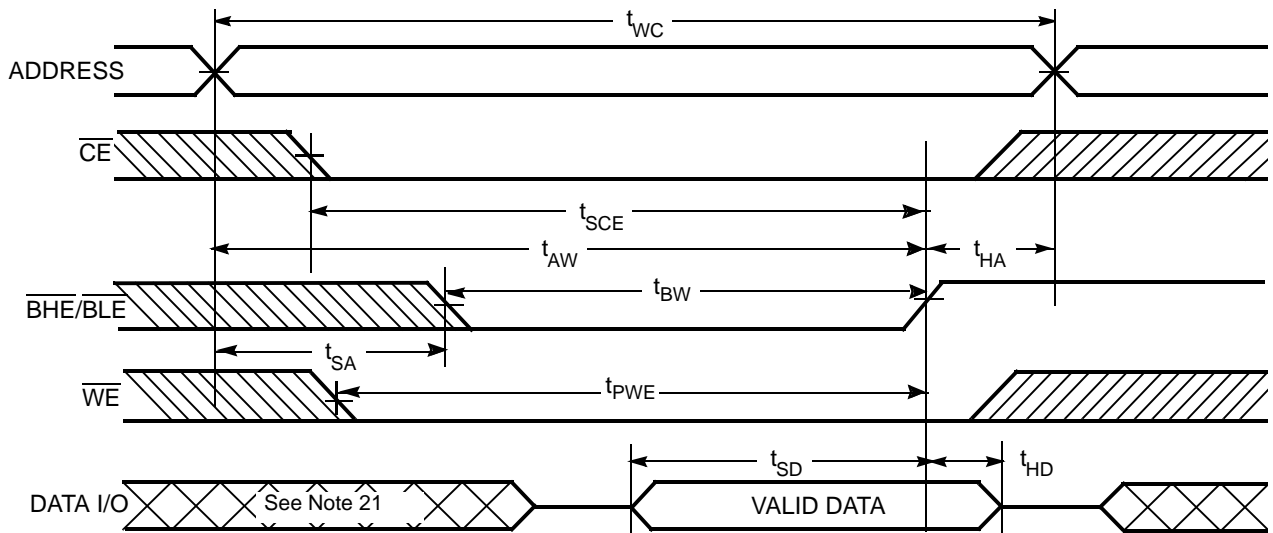 tWC
ADDRESS
CE
tSCE
tAW
tHA
BHE/BLE
tBW
tSA
WE
tPWE
tSD
tHD
DATA I/O
See Note 21
VALID DATA